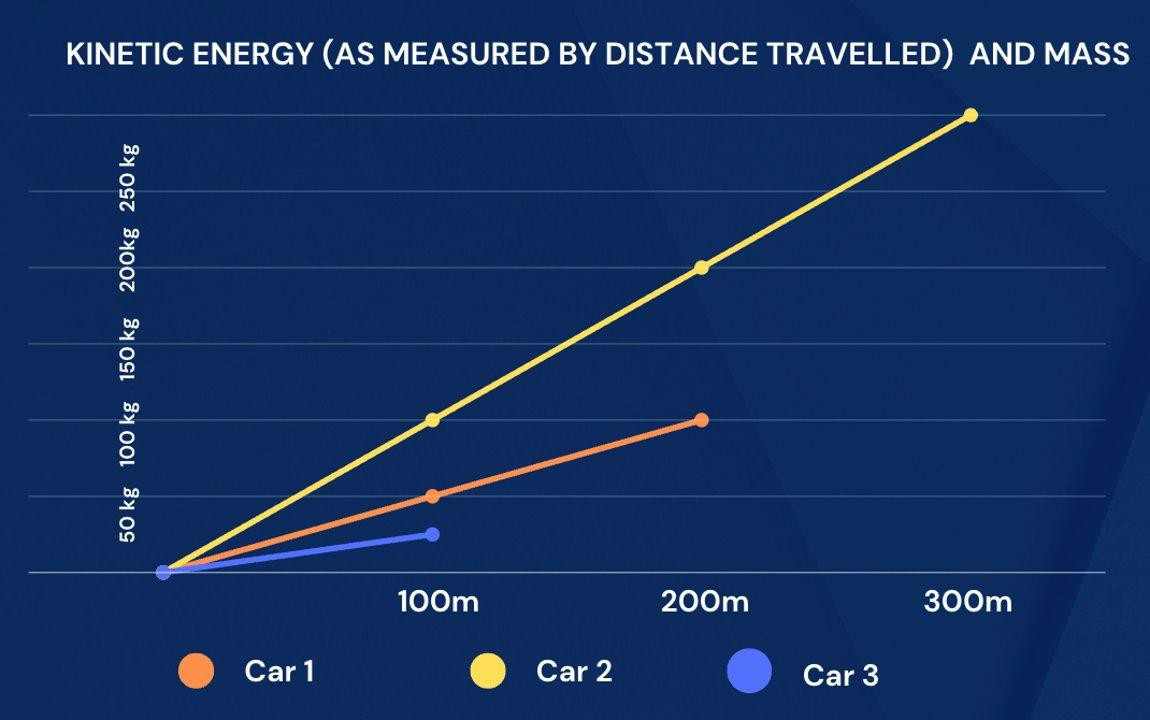 KINETIC ENERGY (AS MEASURED BY DISTANCE TRAVELLED) AND MASS
250 kg
200kg
150 kg
100 kg
50 kg
100m 200m 300m
Car 1 Car 2 Car 3